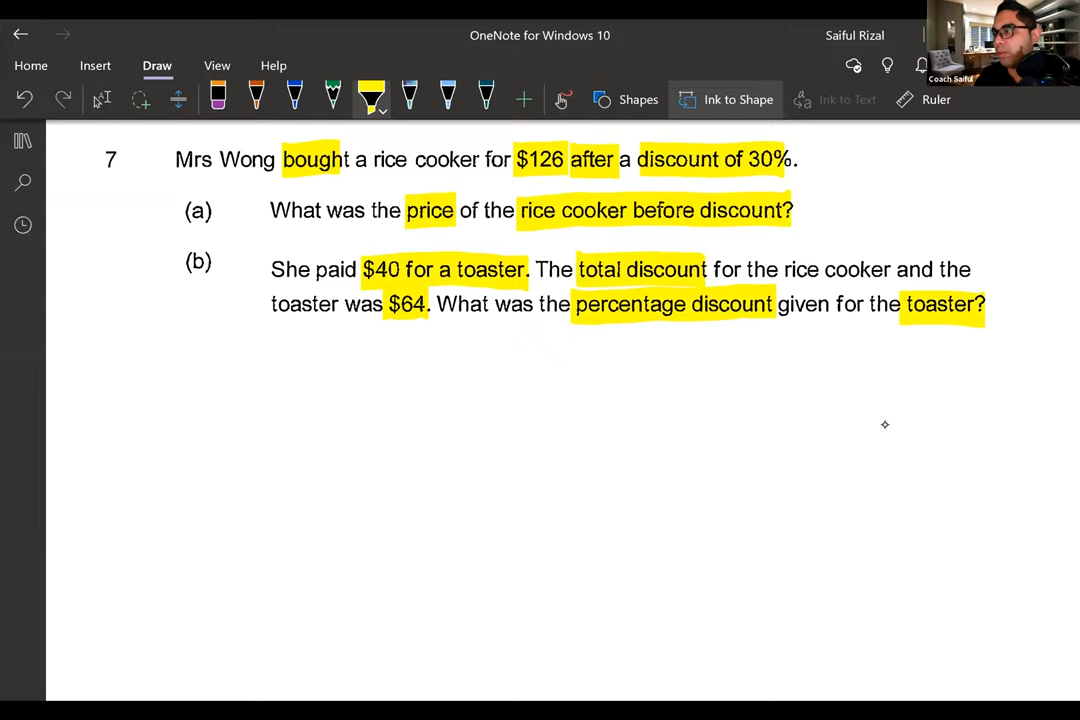 OneNote for Windows 10
Saiful Rizal
Coach Saiful
Home Insert Draw View Help
Shapes Ink to Shape Ink to Text Ruler
7 Mrs Wong bought a rice cooker for $126 after a discount of 30%.
(a) What was the price of the rice cooker before discount?
(b) She paid $40 for a toaster. The total discount for the rice cooker and the
toaster was $64. What was the percentage discount given for the toaster?